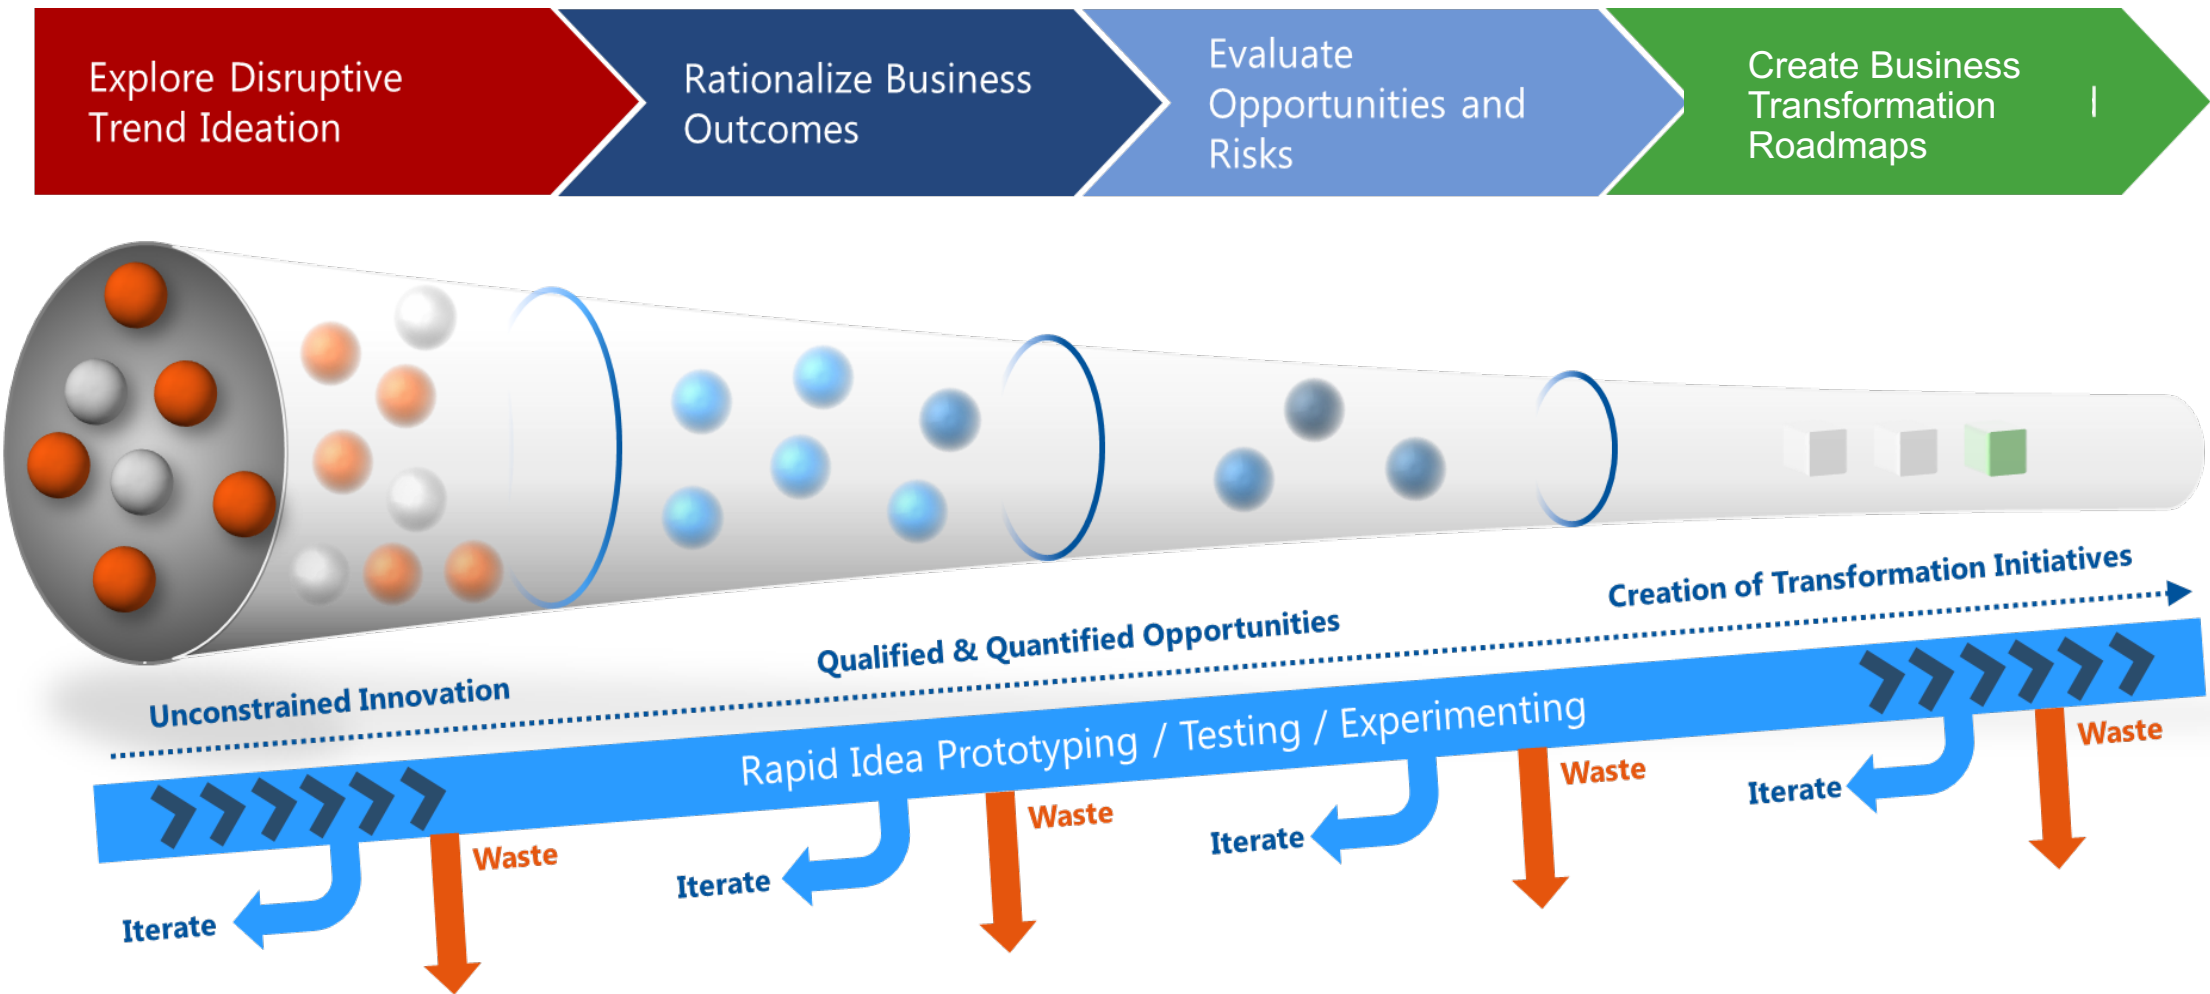 Explore Disruptive
Trend Ideation
Rationalize Business
Outcomes
Evaluate
Opportunities and
Risks
Create Business
Transformation
Roadmaps
Creation of Transformation Initiatives
Qualified & Quantified Opportunities
Unconstrained Innovation
Rapid Idea Prototyping / Testing / Experimenting
Waste
Iterate
Waste
Iterate
Waste
Iterate
Waste
Iterate